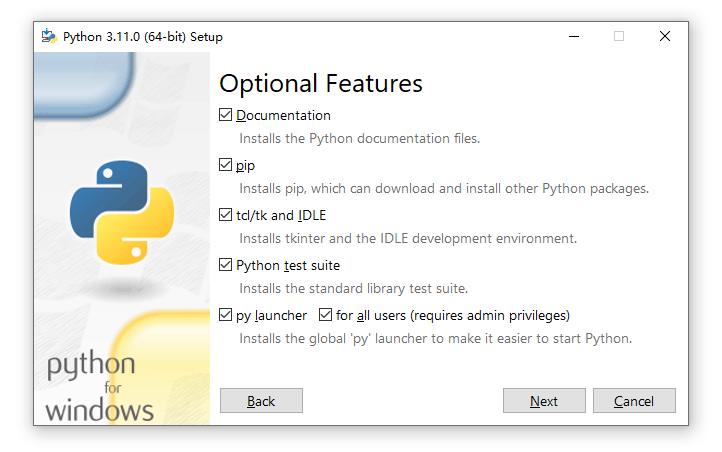 Python 3.11.0 (64-bit) Setup
Optional Features
Documentation
Installs the Python documentation files.
pip
Installs pip, which can download and install other Python packages.
tcl/tk and IDLE
Installs tkinter and the IDLE development environment.
Python test suite
Installs the standard library test suite.
py launcher for all users (requires admin privileges)
Installs the global 'py' launcher to make it easier to start Python.
python
for
windows
Back Next Cancel